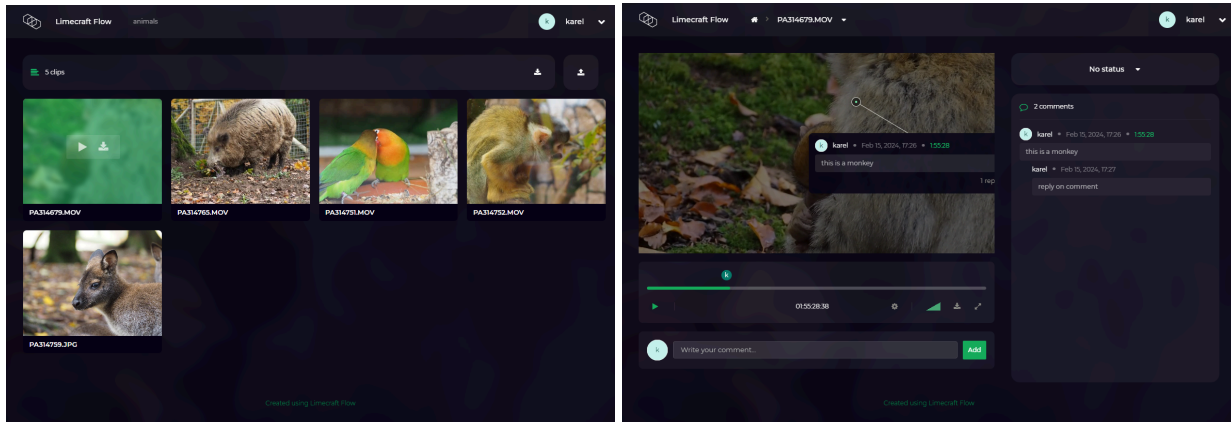 Limecraft Flow animals k karel
5 clips
PA314679.MOV PA314765.MOV PA314751.MOV PA314752.MOV
PA314759.JPG
Created using Limecraft Flow
Limecraft Flow PA314679.MOV k karel
k karel • Feb 15, 2024, 17:26 • 1:55:28
this is a monkey
1 rep
k
01:55:28:38
k Write your comment... Add
No status
2 comments
k karel • Feb 15, 2024, 17:26 • 1:55:28
this is a monkey
karel • Feb 15, 2024, 17:27
reply on comment
Created using Limecraft Flow